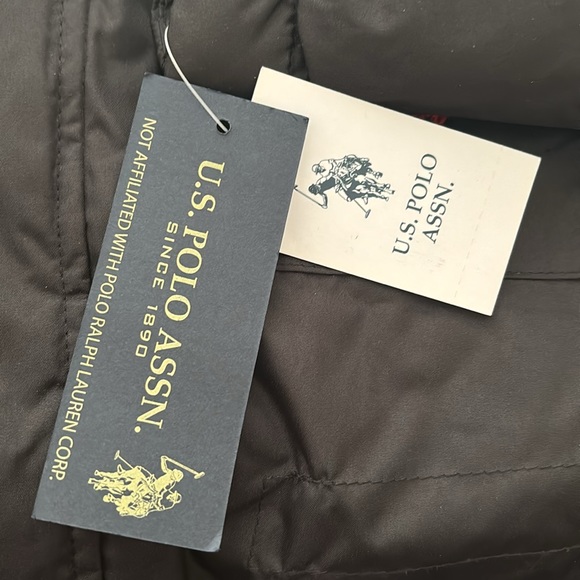 U.S. POLO ASSN.
SINCE 1890
NOT AFFILIATED WITH POLO RALPH LAUREN CORP.
U.S. POLO
ASSN.